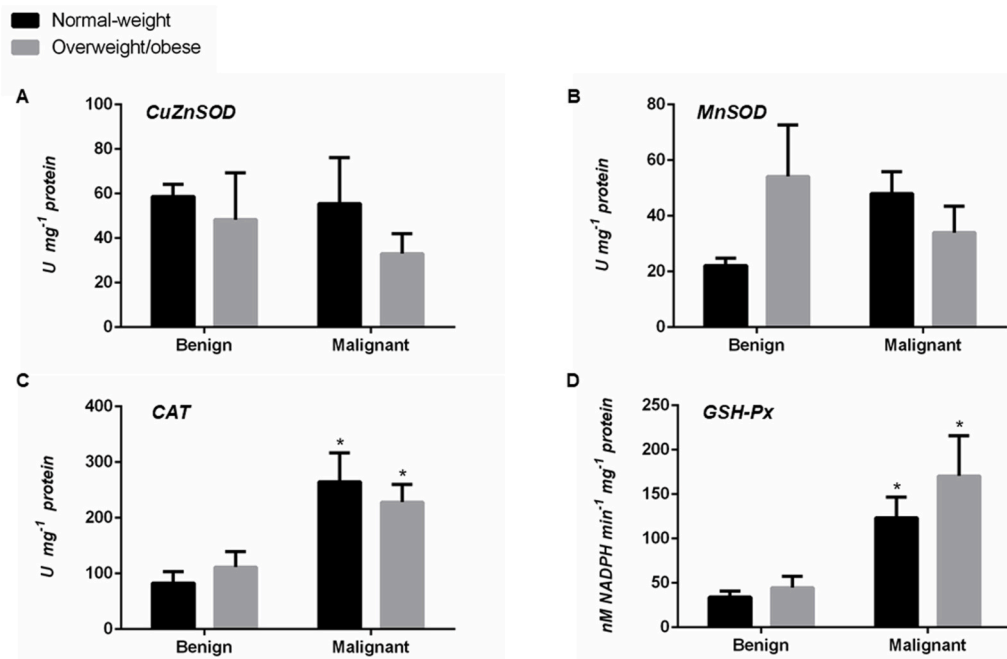 Normal-weight
Overweight/obese
A
CuZnSOD
100
80
60
40
20
0
U mg-1 protein
Benign
Malignant
B
MnSOD
80
60
40
20
0
U mg-1 protein
Benign
Malignant
C
CAT
400
300
200
100
0
U mg-1 protein
*
*
Benign
Malignant
D
GSH-Px
250
200
150
100
50
0
nM NADPH min-1 mg-1 protein
*
*
Benign
Malignant